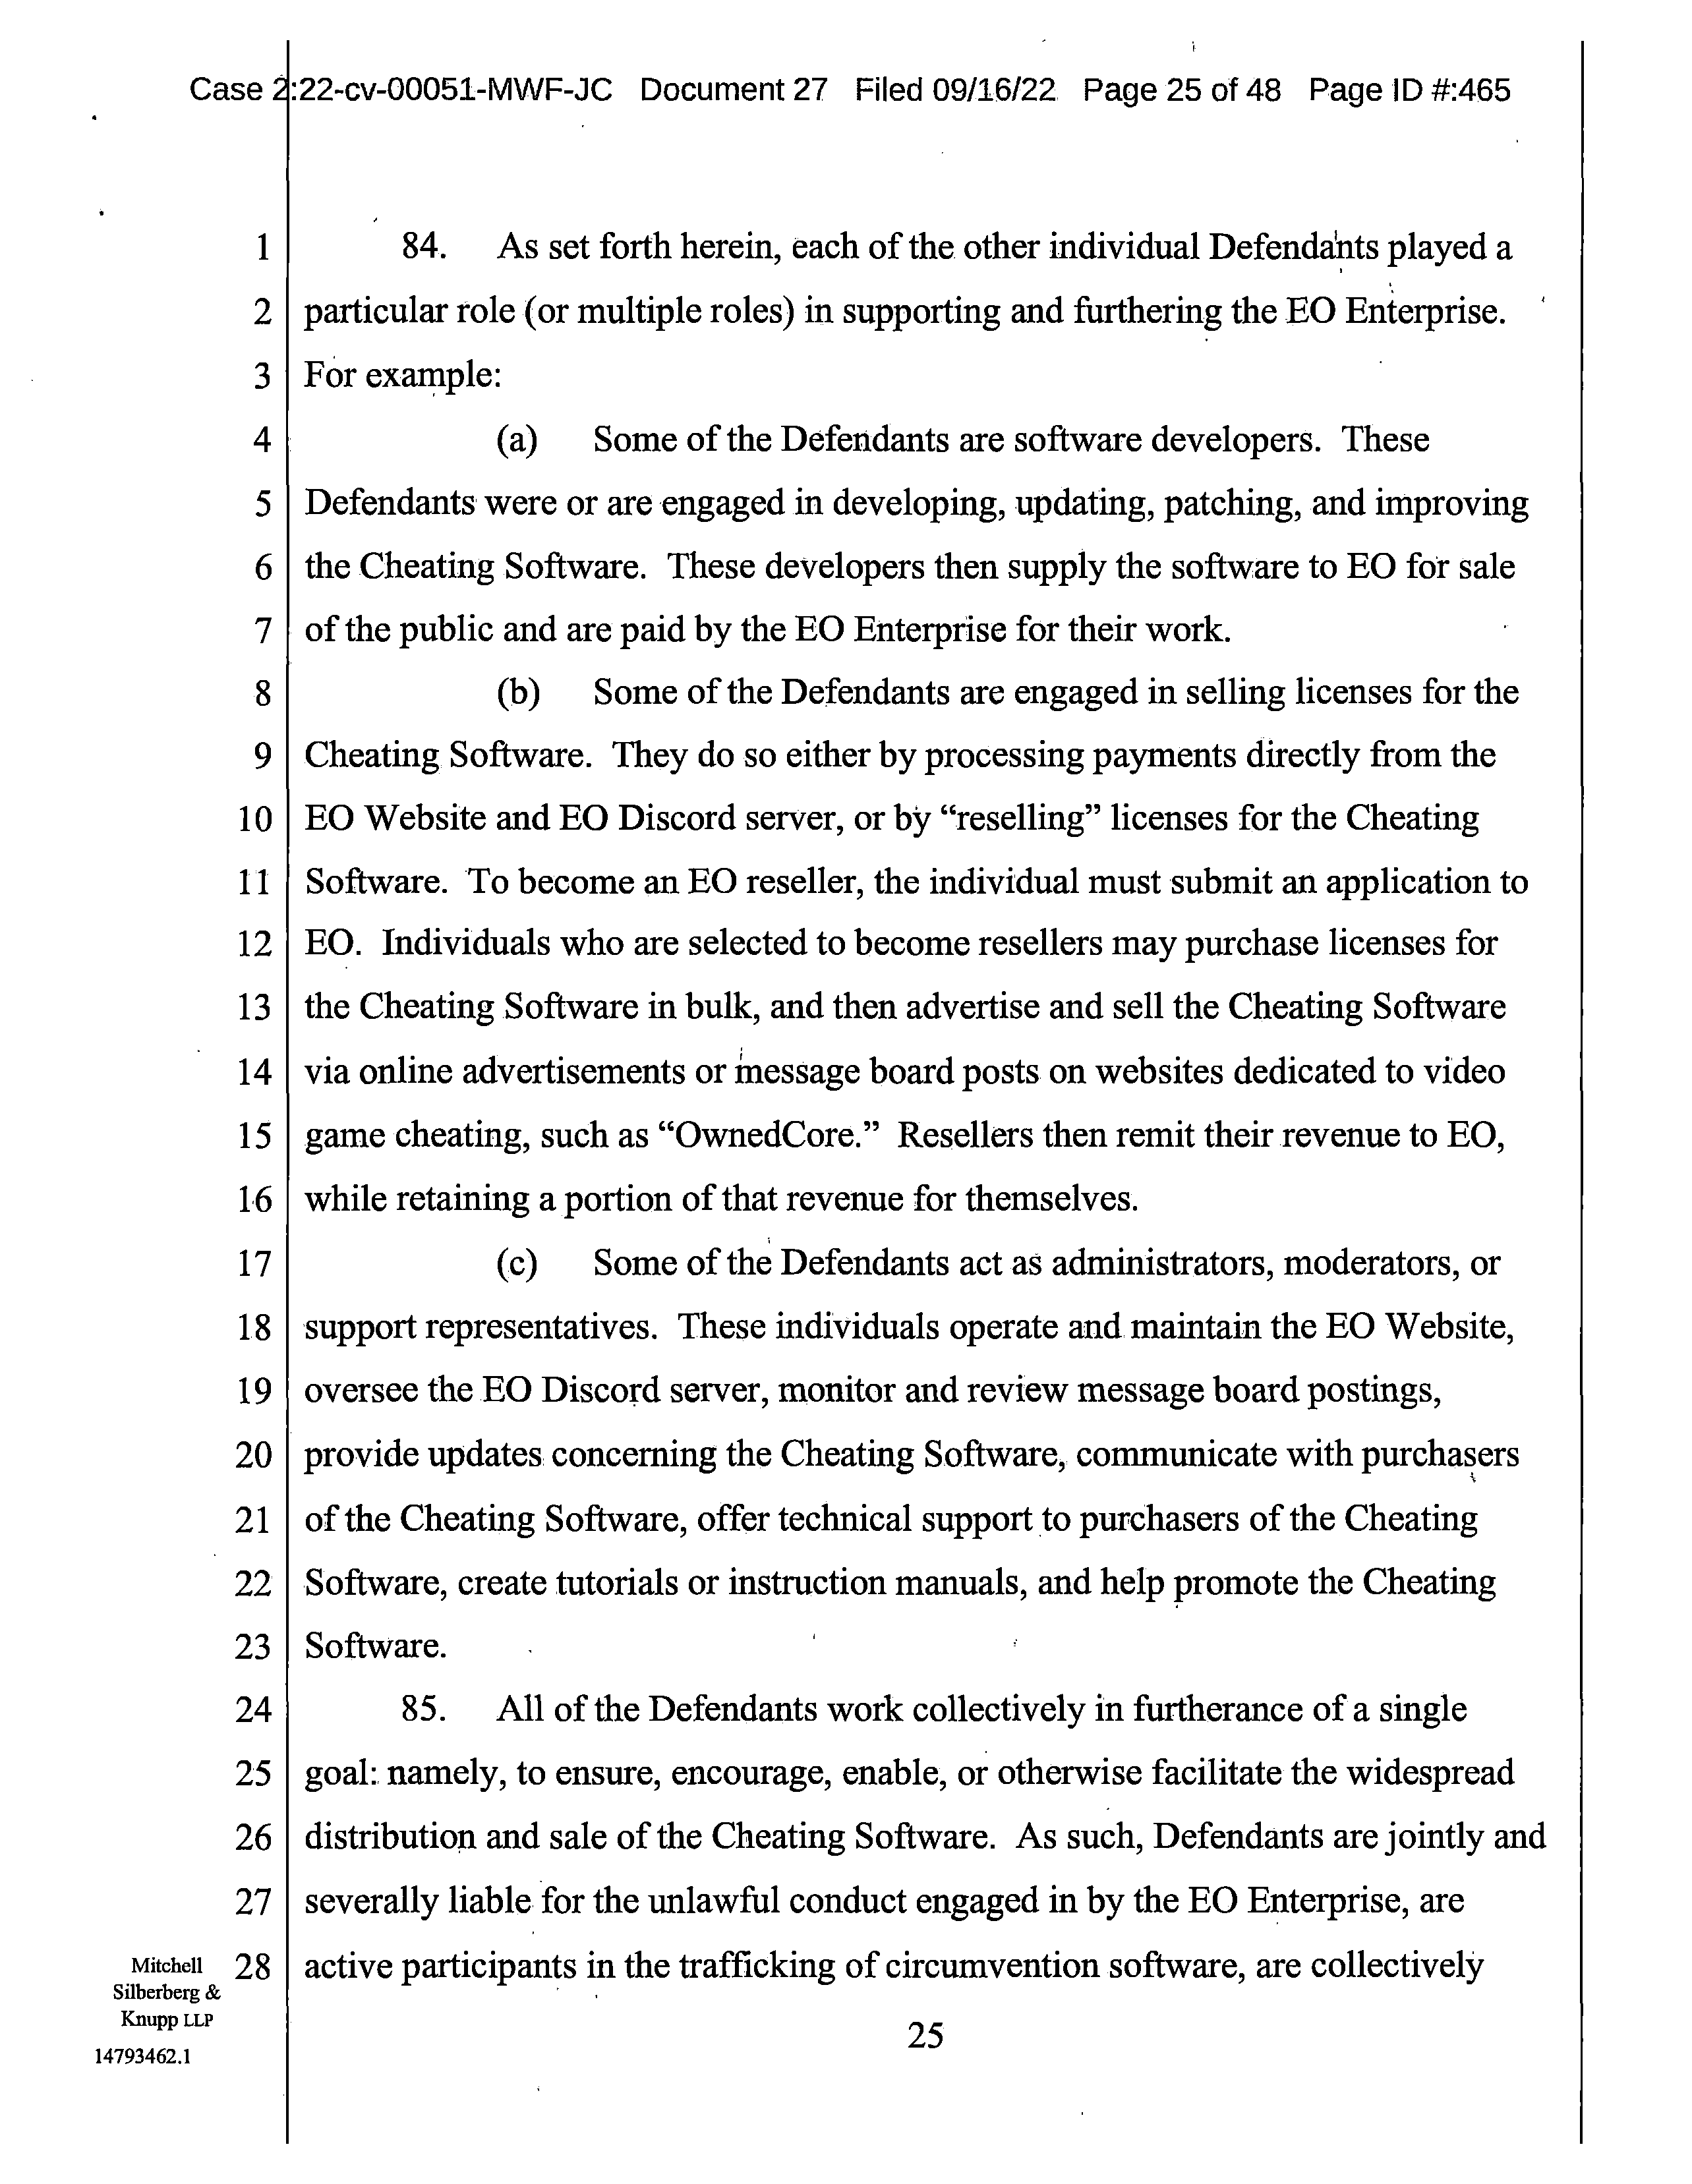 Case 2:22-cv-00051-MWF-JC Document 27 Filed 09/16/22 Page 25 of 48 Page ID #:465
1 84. As set forth herein, each of the other individual Defendants played a
2 particular role (or multiple roles) in supporting and furthering the EO Enterprise.
3 For example:
4 (a) Some of the Defendants are software developers. These
5 Defendants were or are engaged in developing, updating, patching, and improving
6 the Cheating Software. These developers then supply the software to EO for sale
7 of the public and are paid by the EO Enterprise for their work.
8 (b) Some of the Defendants are engaged in selling licenses for the
9 Cheating Software. They do so either by processing payments directly from the
10 EO Website and EO Discord server, or by “reselling” licenses for the Cheating
11 Software. To become an EO reseller, the individual must submit an application to
12 EO. Individuals who are selected to become resellers may purchase licenses for
13 the Cheating Software in bulk, and then advertise and sell the Cheating Software
14 via online advertisements or message board posts on websites dedicated to video
15 game cheating, such as “OwnedCore.” Resellers then remit their revenue to EO,
16 while retaining a portion of that revenue for themselves.
17 (c) Some of the Defendants act as administrators, moderators, or
18 support representatives. These individuals operate and maintain the EO Website,
19 oversee the EO Discord server, monitor and review message board postings,
20 provide updates concerning the Cheating Software, communicate with purchasers
21 of the Cheating Software, offer technical support to purchasers of the Cheating
22 Software, create tutorials or instruction manuals, and help promote the Cheating
23 Software.
24 85. All of the Defendants work collectively in furtherance of a single
25 goal: namely, to ensure, encourage, enable, or otherwise facilitate the widespread
26 distribution and sale of the Cheating Software. As such, Defendants are jointly and
27 severally liable for the unlawful conduct engaged in by the EO Enterprise, are
28 active participants in the trafficking of circumvention software, are collectively
Mitchell
Silberberg &
Knupp LLP
14793462.1
25